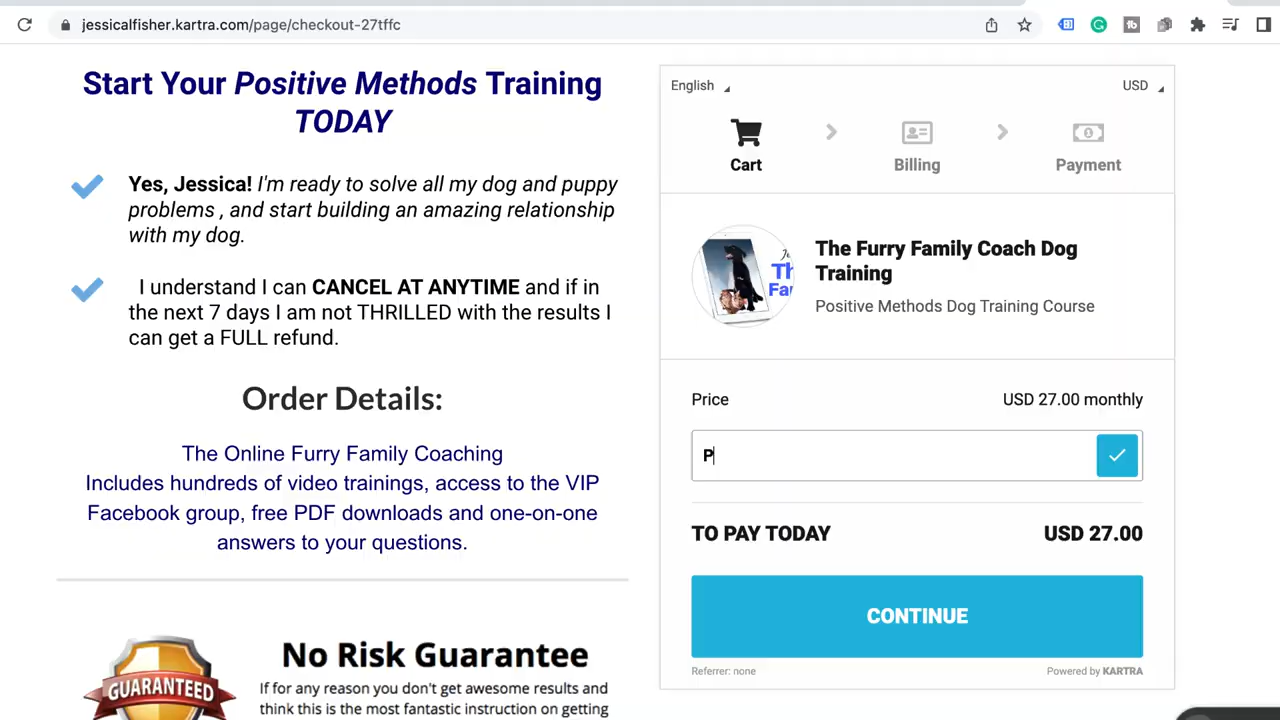 jessicalfisher.kartra.com/page/checkout-27tffc
Start Your Positive Methods Training
TODAY
Yes, Jessica! I'm ready to solve all my dog and puppy
problems , and start building an amazing relationship
with my dog.
I understand I can CANCEL AT ANYTIME and if in
the next 7 days I am not THRILLED with the results I
can get a FULL refund.
Order Details:
The Online Furry Family Coaching
Includes hundreds of video trainings, access to the VIP
Facebook group, free PDF downloads and one-on-one
answers to your questions.
GUARANTEED
No Risk Guarantee
If for any reason you don't get awesome results and
think this is the most fantastic instruction on getting
English
USD
Cart
Billing
Payment
The Furry Family Coach Dog
Training
Positive Methods Dog Training Course
Price
USD 27.00 monthly
P
TO PAY TODAY
USD 27.00
CONTINUE
Referrer: none
Powered by KARTRA